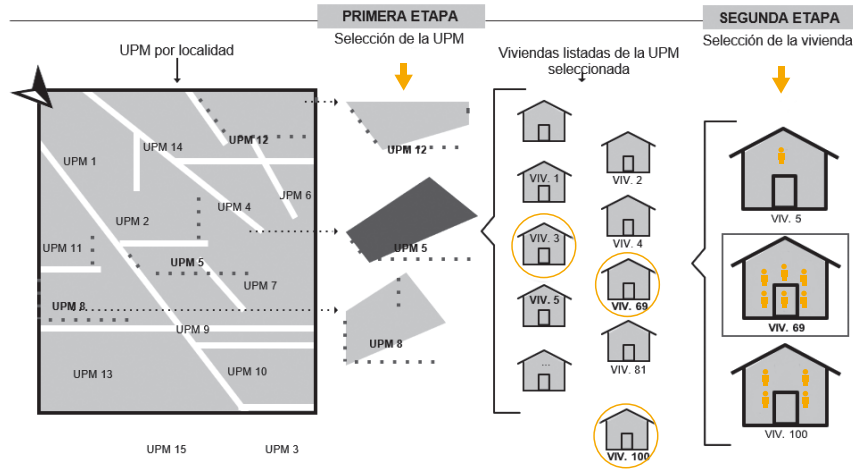 PRIMERA ETAPA
SEGUNDA ETAPA
UPM por localidad
Selección de la UPM
Viviendas listadas de la UPM
seleccionada
Selección de la vivienda
UPM 1
UPM 14
UPM 12
JPM 6
UPM 2
UPM 4
UPM 11
UPM 5
UPM 7
UPM 8
UPM 9
UPM 13
UPM 10
UPM 15
UPM 3
UPM 12
UPM 5
UPM 8
VIV. 1
VIV. 2
VIV. 3
VIV. 4
VIV. 5
VIV. 69
...
VIV. 81
VIV. 100
VIV. 5
VIV. 69
VIV. 100